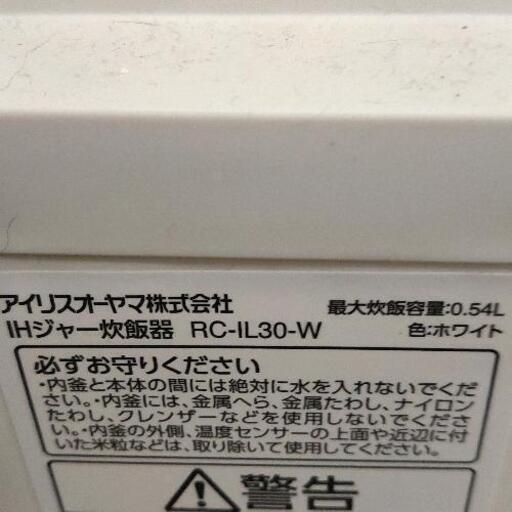 アイリスオーヤマ株式会社 最大炊飯容量:0.54L
IHジャー炊飯器 RC-IL30-W 色:ホワイト
必ずお守りください
・内釜と本体の間には絶対に水を入れないでくだ
さい。・内釜には、金属へら、金属たわし、ナイロン
たわし、クレンザーなどを使用しないでください。
・内釜の外側、温度センサーの上面や近辺に付
いた米粒などは、取り除いて使用してください。
警告